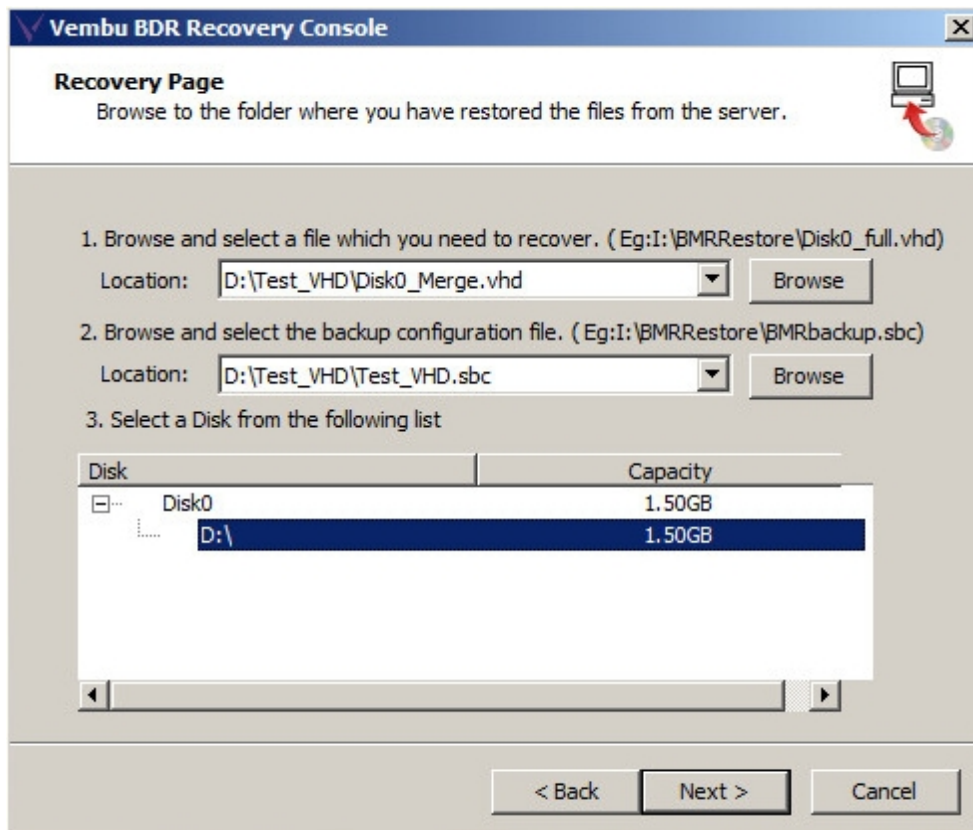 Vembu BDR Recovery Console
Recovery Page
Browse to the folder where you have restored the files from the server.
1. Browse and select a file which you need to recover. ( Eg:I:\BMRRestore\Disk0_full.vhd)
Location: D:\Test_VHD\Disk0_Merge.vhd Browse
2. Browse and select the backup configuration file. ( Eg:I:\BMRRestore\BMRbackup.sbc)
Location: D:\Test_VHD\Test_VHD.sbc Browse
3. Select a Disk from the following list
Disk Capacity
Disk0 1.50GB
D:\ 1.50GB
< Back Next > Cancel